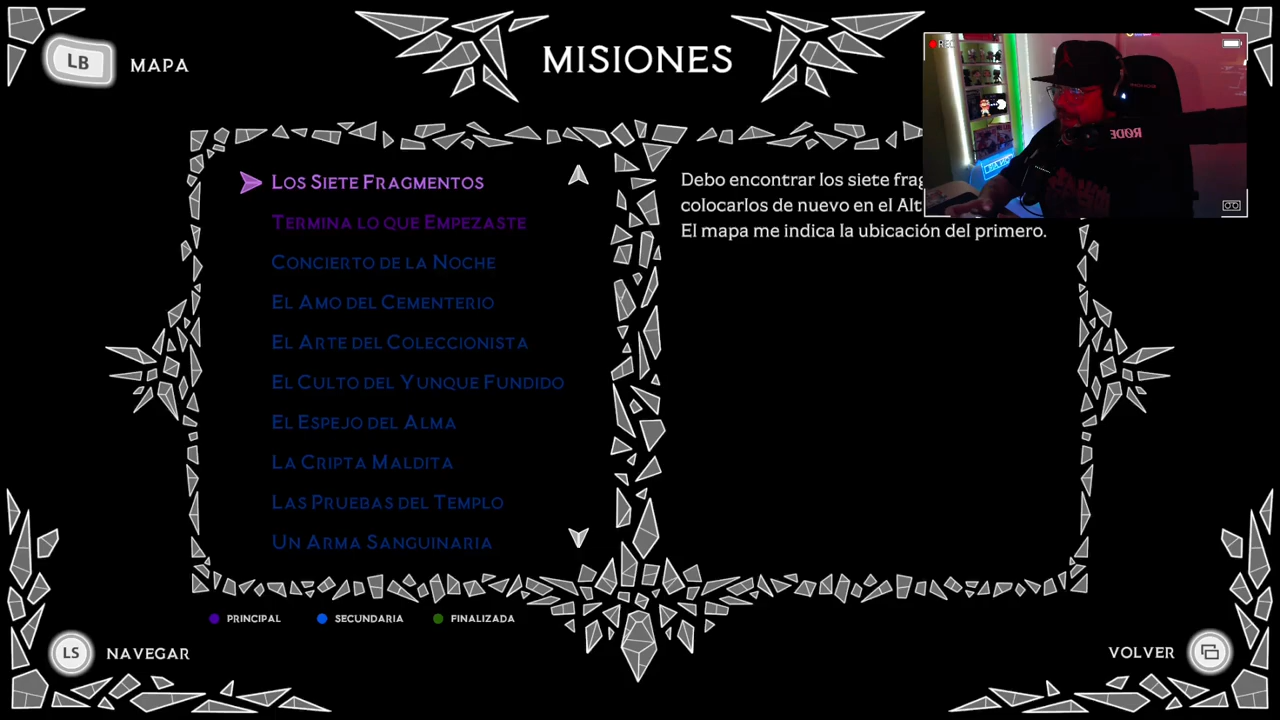 LB
MAPA
MISIONES
REC
LOS SIETE FRAGMENTOS
TERMINA LO QUE EMPEZASTE
CONCIERTO DE LA NOCHE
EL AMO DEL CEMENTERIO
EL ARTE DEL COLECCIONISTA
EL CULTO DEL YUNQUE FUNDIDO
EL ESPEJO DEL ALMA
LA CRIPTA MALDITA
LAS PRUEBAS DEL TEMPLO
UN ARMA SANGUINARIA
Debo encontrar los siete
colocarlos de nuevo en el
El mapa me indica la ubicación del primero.
RØDE
PRINCIPAL
SECUNDARIA
FINALIZADA
LS
NAVEGAR
VOLVER